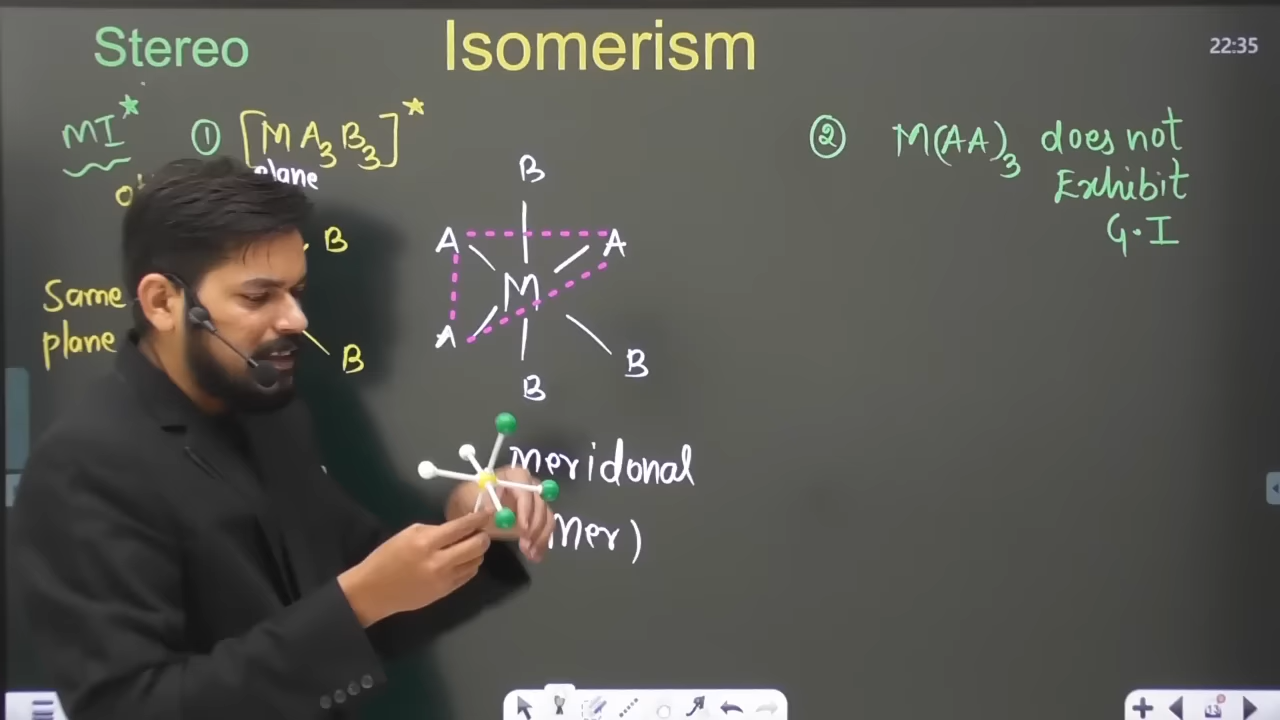 Stereo
Isomerism
22:35
MI*
① [MA₃B₃]*
plane
B
Same
plane
B
B
A
A
M
A
B
B
meridonal
Mer)
② M(AA)₃ does not
Exhibit
G.I